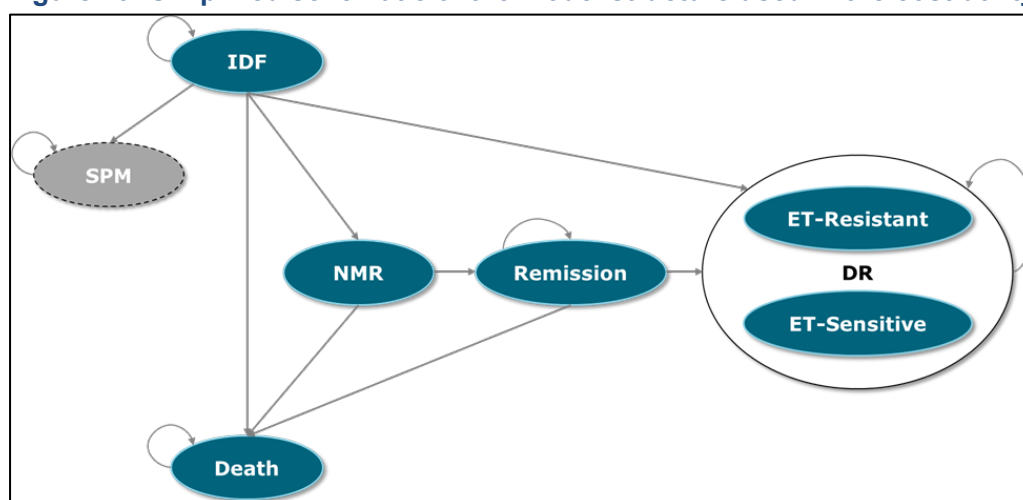 IDF
SPM
ET-Resistant
NMR
Remission
DR
ET-Sensitive
Death